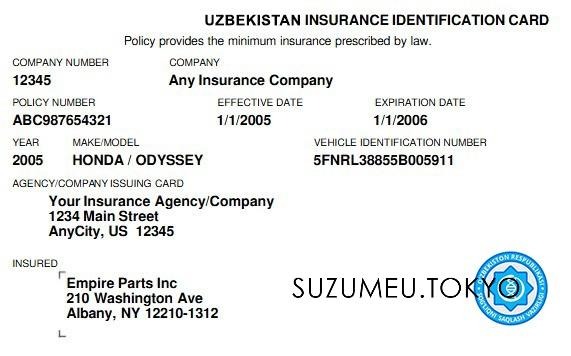 UZBEKISTAN INSURANCE IDENTIFICATION CARD
Policy provides the minimum insurance prescribed by law.
COMPANY NUMBER COMPANY
12345 Any Insurance Company
POLICY NUMBER EFFECTIVE DATE EXPIRATION DATE
ABC987654321 1/1/2005 1/1/2006
YEAR MAKE/MODEL VEHICLE IDENTIFICATION NUMBER
2005 HONDA / ODYSSEY 5FNRL38855B005911
AGENCY/COMPANY ISSUING CARD
Your Insurance Agency/Company
1234 Main Street
AnyCity, US 12345
INSURED
Empire Parts Inc
210 Washington Ave
Albany, NY 12210-1312
SUZUMEU.TOKYO
RESPUBLIKASI
SAQLASH VAZIRLIGI